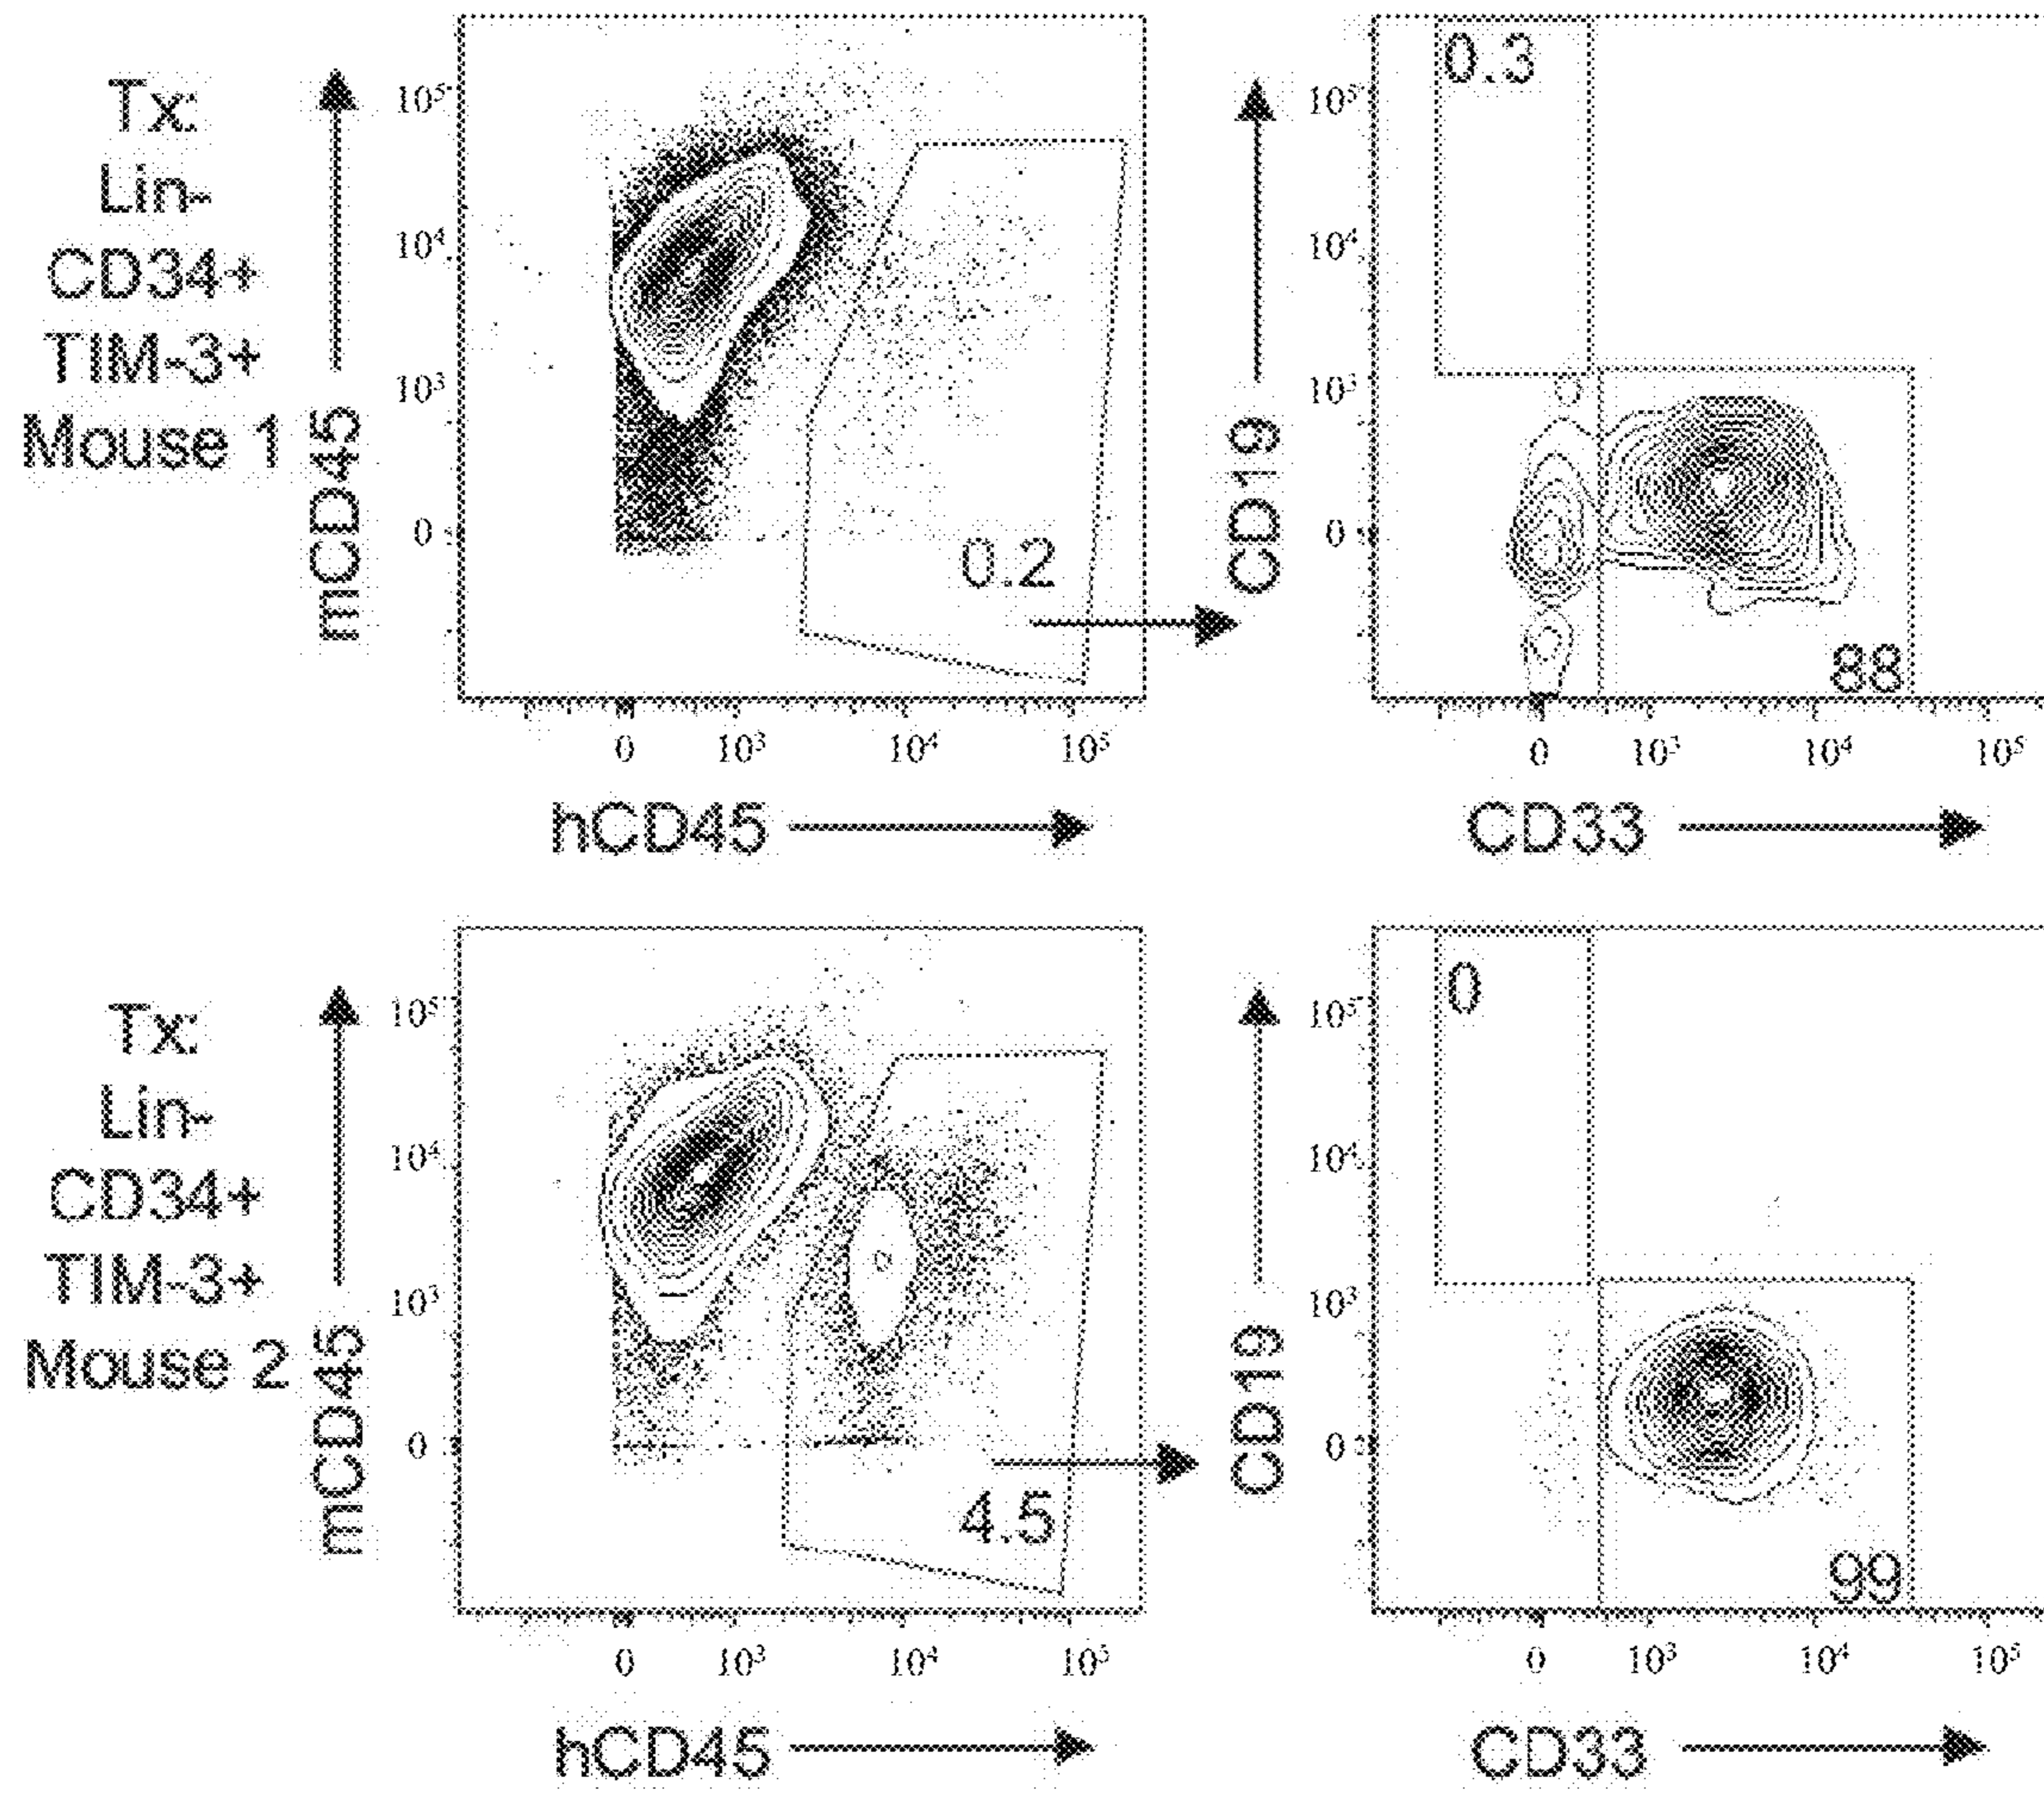 Tx:
Lin-
CD34+
TIM-3+
Mouse 1
mCD45
10⁵
10⁴
10³
0
0.2
0 10³ 10⁴ 10⁵
hCD45
CD19
10⁵
10⁴
10³
0
0.3
88
0 10³ 10⁴ 10⁵
CD33
Tx:
Lin-
CD34+
TIM-3+
Mouse 2
mCD45
10⁵
10⁴
10³
0
4.5
0 10³ 10⁴ 10⁵
hCD45
CD19
10⁵
10⁴
10³
0
0
99
0 10³ 10⁴ 10⁵
CD33